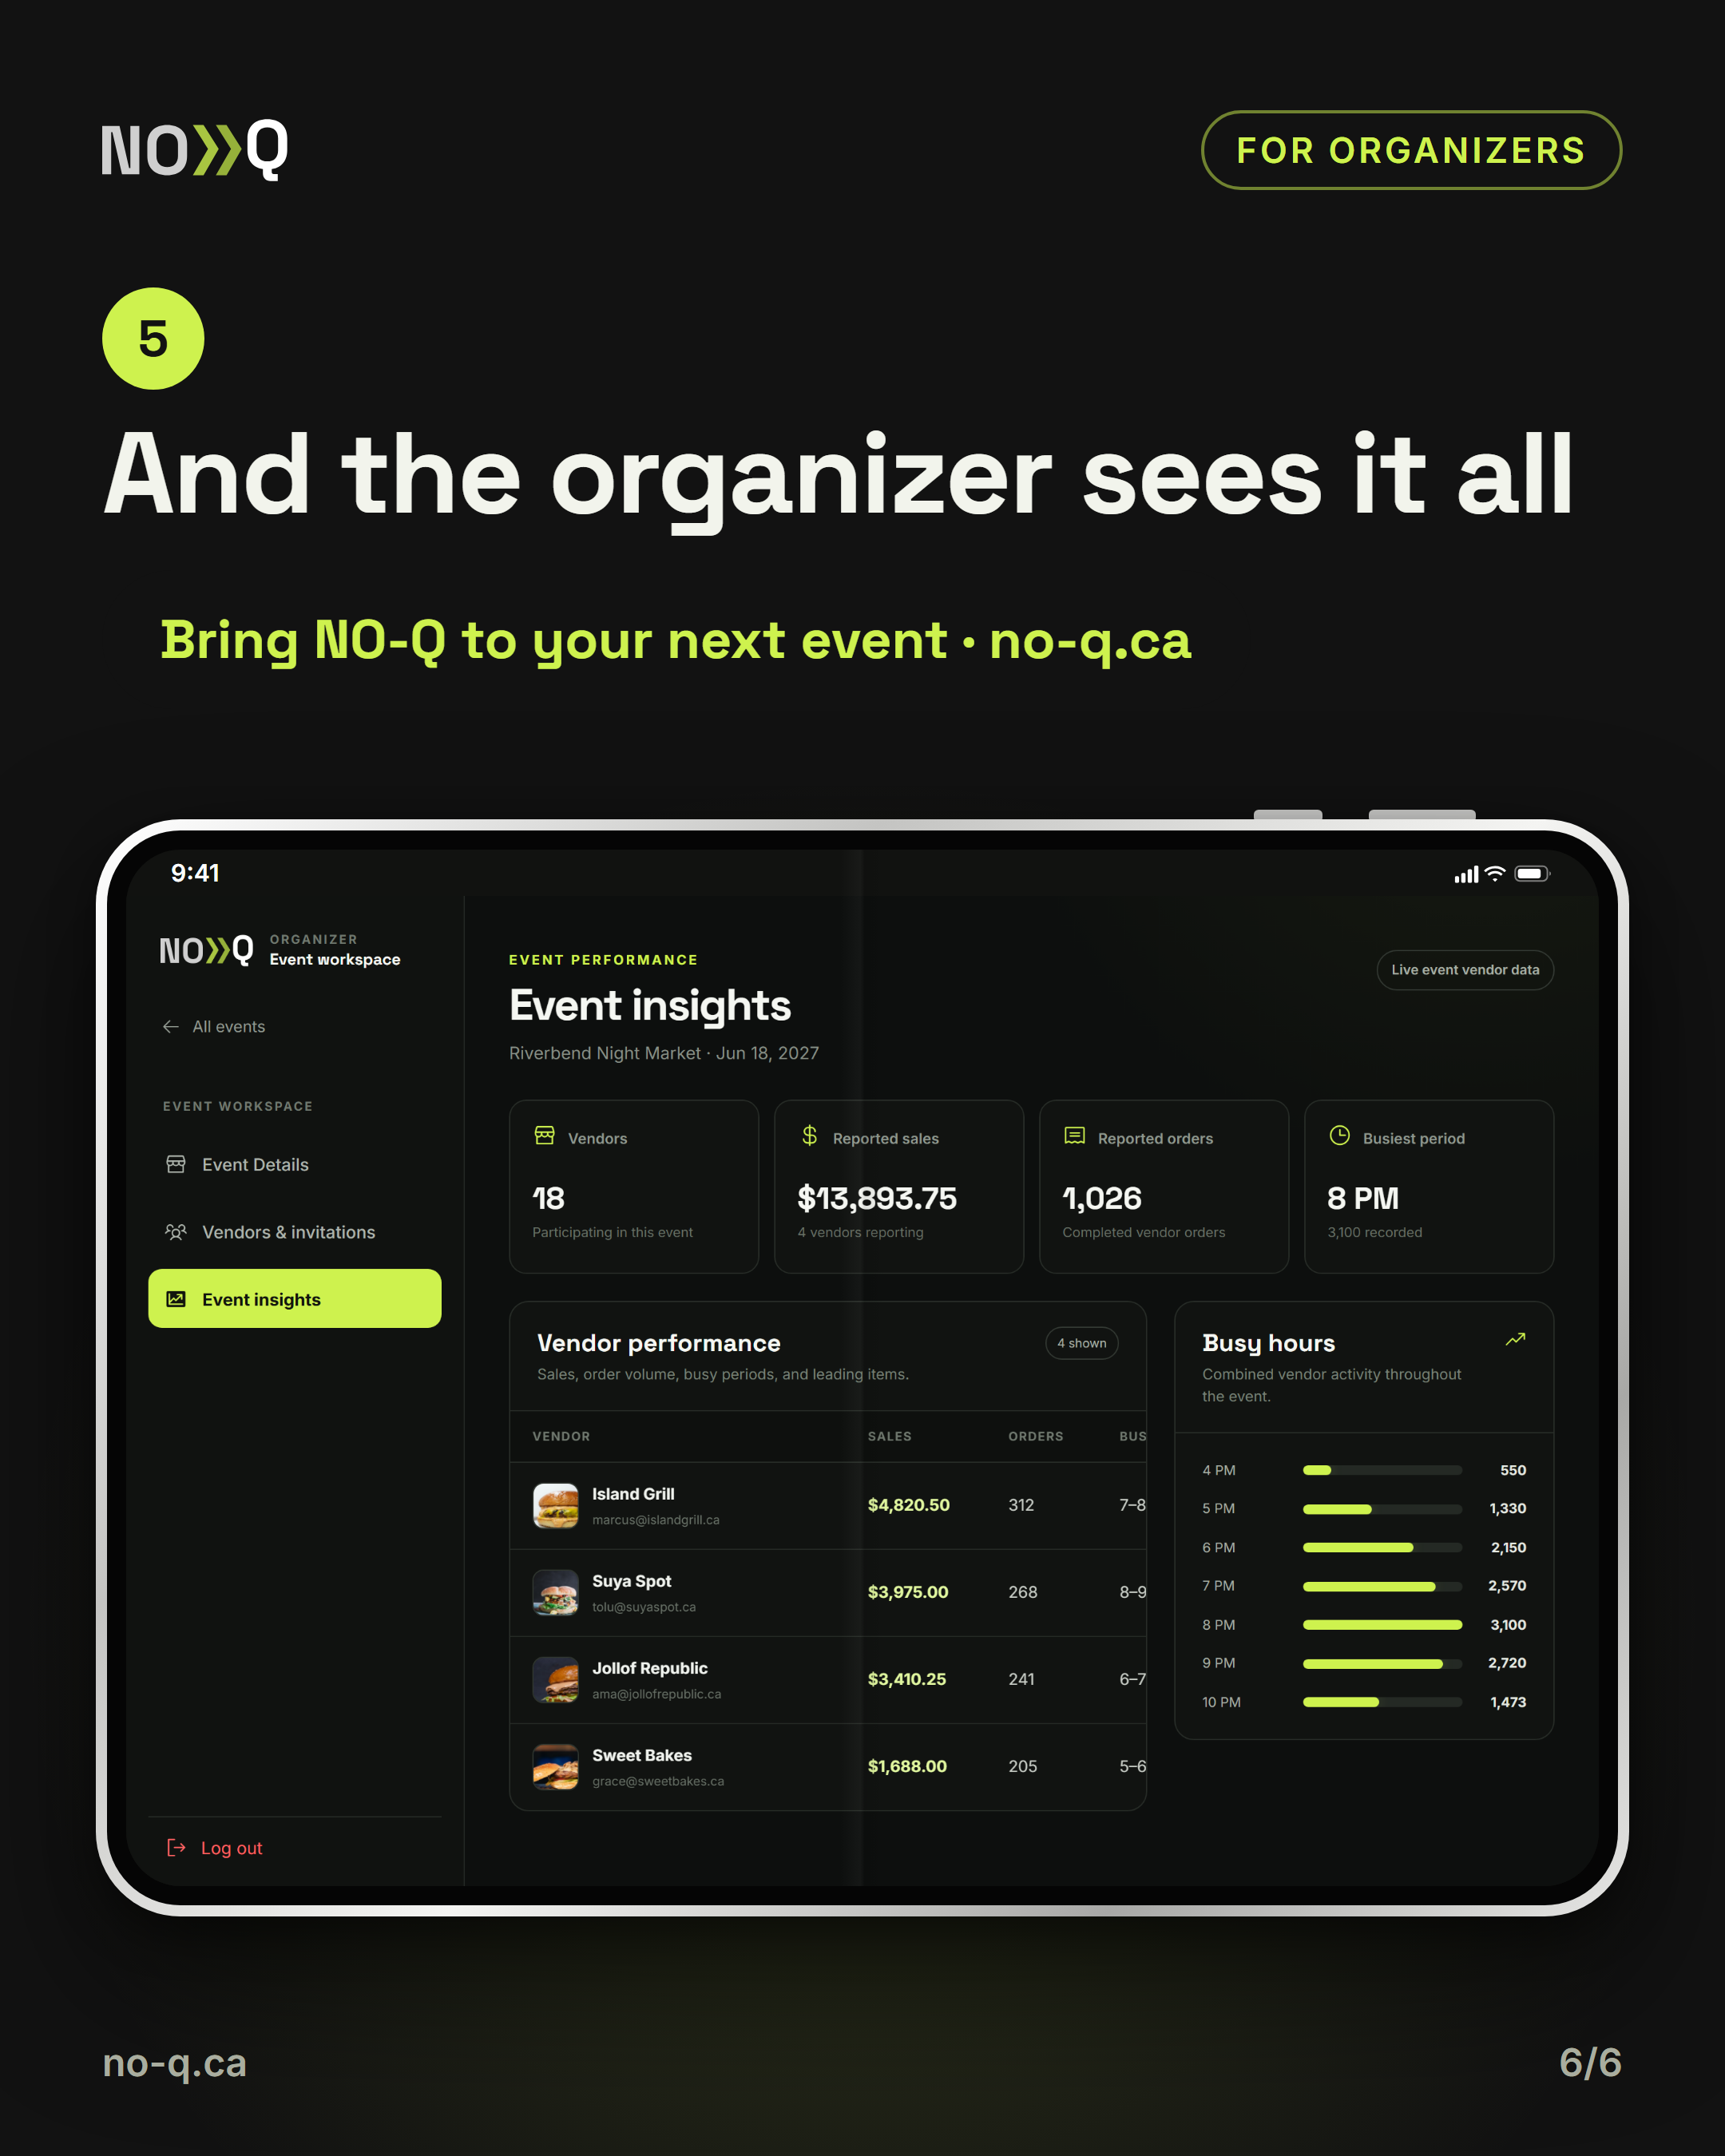 NO»Q
FOR ORGANIZERS
5
And the organizer sees it all
Bring NO-Q to your next event · no-q.ca
9:41
NO»Q
ORGANIZER
Event workspace
← All events
EVENT WORKSPACE
Event Details
Vendors & invitations
Event insights
Log out
EVENT PERFORMANCE
Event insights
Riverbend Night Market · Jun 18, 2027
Live event vendor data
Vendors
18
Participating in this event
$ Reported sales
$13,893.75
4 vendors reporting
Reported orders
1,026
Completed vendor orders
Busiest period
8 PM
3,100 recorded
Vendor performance
4 shown
Sales, order volume, busy periods, and leading items.
VENDOR SALES ORDERS BUS
Island Grill
marcus@islandgrill.ca
$4,820.50 312 7–8
Suya Spot
tolu@suyaspot.ca
$3,975.00 268 8–9
Jollof Republic
ama@jollofrepublic.ca
$3,410.25 241 6–7
Sweet Bakes
grace@sweetbakes.ca
$1,688.00 205 5–6
Busy hours
Combined vendor activity throughout
the event.
4 PM 550
5 PM 1,330
6 PM 2,150
7 PM 2,570
8 PM 3,100
9 PM 2,720
10 PM 1,473
no-q.ca
6/6